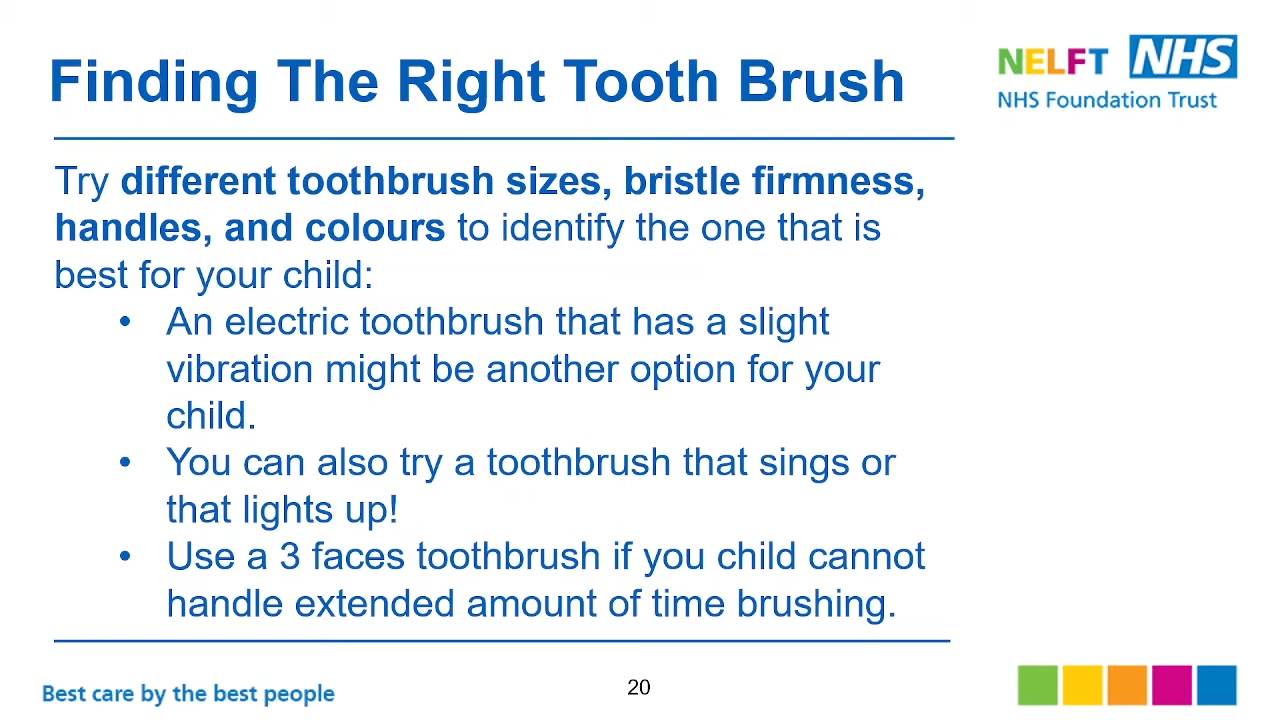 Finding The Right Tooth Brush
NELFT NHS
NHS Foundation Trust
Try different toothbrush sizes, bristle firmness,
handles, and colours to identify the one that is
best for your child:
• An electric toothbrush that has a slight
vibration might be another option for your
child.
• You can also try a toothbrush that sings or
that lights up!
• Use a 3 faces toothbrush if you child cannot
handle extended amount of time brushing.
Best care by the best people
20